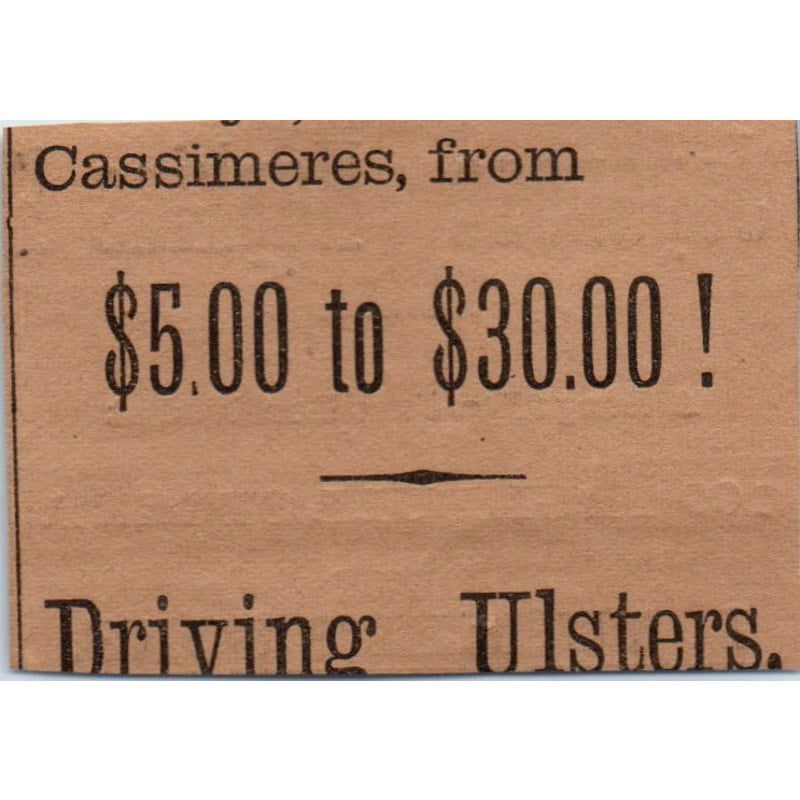 Cassimeres, from
$5.00 to $30.00 !
Driving Ulsters.